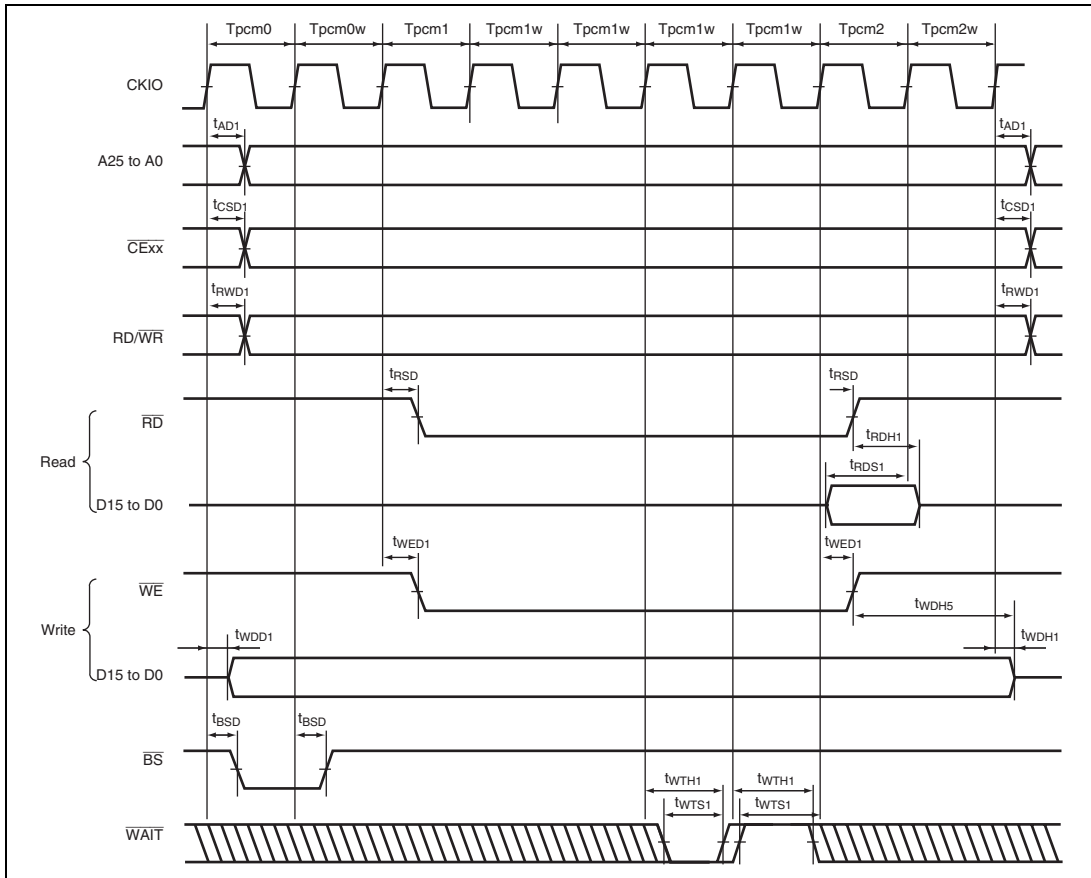 Tpcm0 Tpcm0w Tpcm1 Tpcm1w Tpcm1w Tpcm1w Tpcm1w Tpcm2 Tpcm2w
CKIO
tAD1 tAD1
A25 to A0
tCSD1 tCSD1
CExx
tRWD1 tRWD1
RD/WR
tRSD tRSD
RD
tRDH1
Read
tRDS1
D15 to D0
tWED1 tWED1
WE
tWDH5
Write
tWDD1 tWDH1
D15 to D0
tBSD tBSD
BS
tWTH1 tWTH1
tWTS1 tWTS1
WAIT